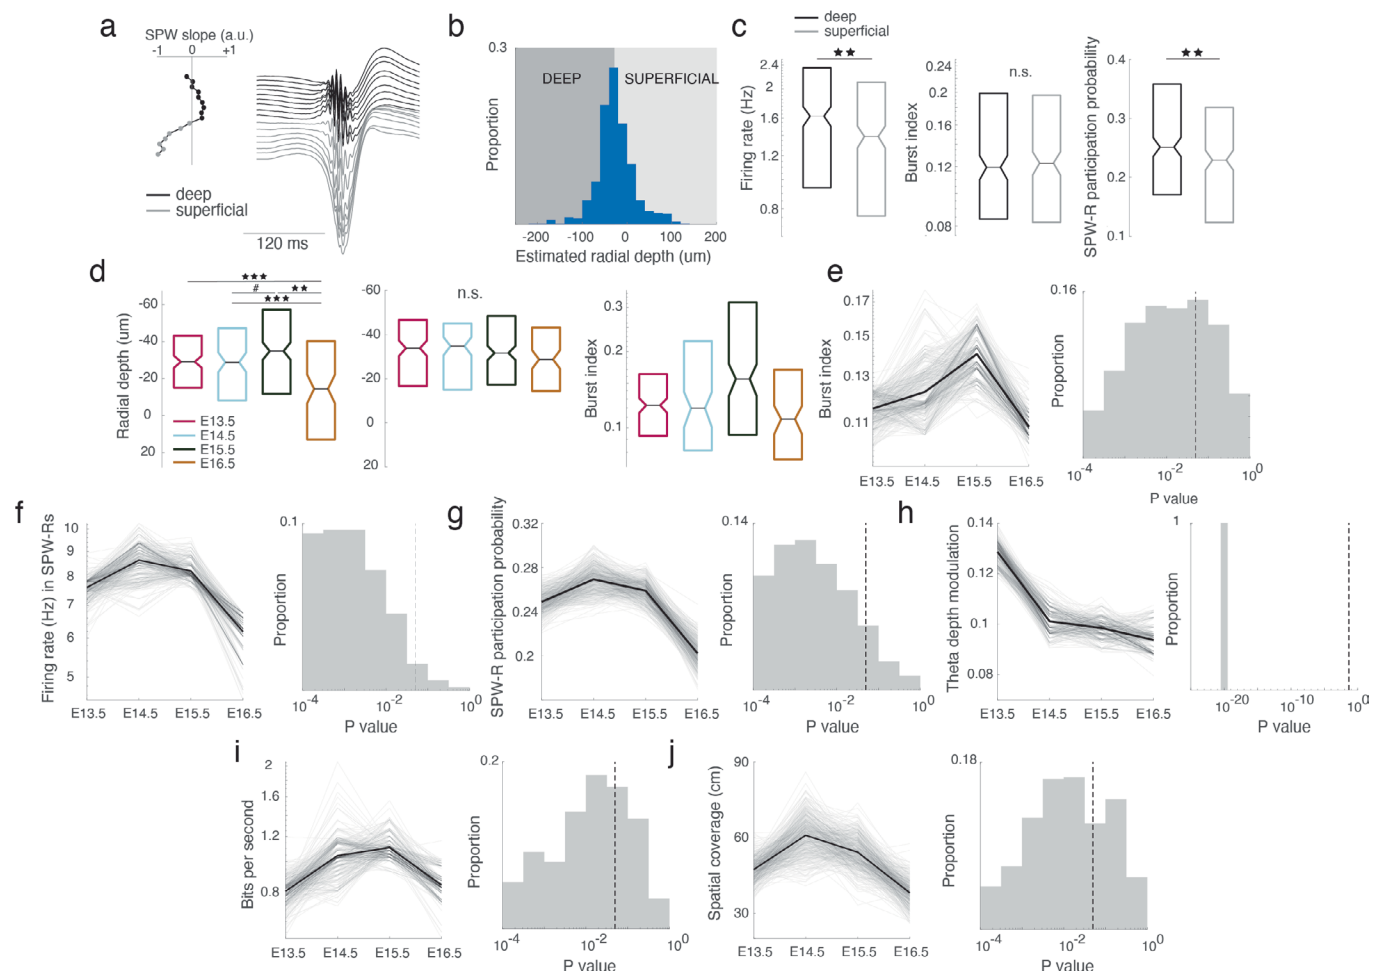 a
SPW slope (a.u.)
-1 0 +1
deep
superficial
120 ms
b
0.3
DEEP
SUPERFICIAL
Proportion
-200 -100 0 100 200
Estimated radial depth (um)
c
deep
superficial
★★
2.4
1.6
1.2
0.8
Firing rate (Hz)
n.s.
0.24
0.2
0.16
0.12
0.08
Burst index
★★
0.4
0.3
0.2
0.1
0
SPW-R participation probability
d
★★★
# ★★
★★★
-60
-40
-20
0
20
Radial depth (um)
E13.5
E14.5
E15.5
E16.5
n.s.
-60
-40
-20
0
20
0.3
0.2
0.1
Burst index
e
0.17
0.15
0.13
0.11
Burst index
E13.5 E14.5 E15.5 E16.5
0.16
Proportion
10-4 10-2 100
P value
f
10
9
8
7
6
5
Firing rate (Hz) in SPW-Rs
E13.5 E14.5 E15.5 E16.5
0.1
Proportion
10-4 10-2 100
P value
g
0.32
0.28
0.24
0.2
SPW-R participation probability
E13.5 E14.5 E15.5 E16.5
0.14
Proportion
10-4 10-2 100
P value
h
0.14
0.12
0.1
0.08
Theta depth modulation
E13.5 E14.5 E15.5 E16.5
1
Proportion
10-20 10-10 100
P value
i
2
1.6
1.2
0.8
Bits per second
E13.5 E14.5 E15.5 E16.5
0.2
Proportion
10-4 10-2 100
P value
j
90
60
30
Spatial coverage (cm)
E13.5 E14.5 E15.5 E16.5
0.18
Proportion
10-4 10-2 100
P value